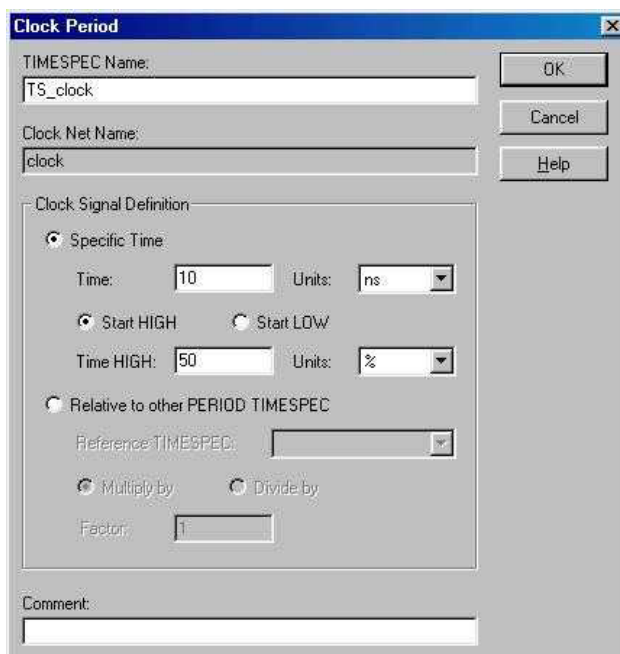 Clock Period
TIMESPEC Name:
OK
TS_clock
Cancel
Clock Net Name:
clock
Help
Clock Signal Definition
Specific Time
Time: 10 Units: ns
Start HIGH Start LOW
Time HIGH: 50 Units: %
Relative to other PERIOD TIMESPEC
Reference TIMESPEC:
Multiply by Divide by
Factor: 1
Comment: